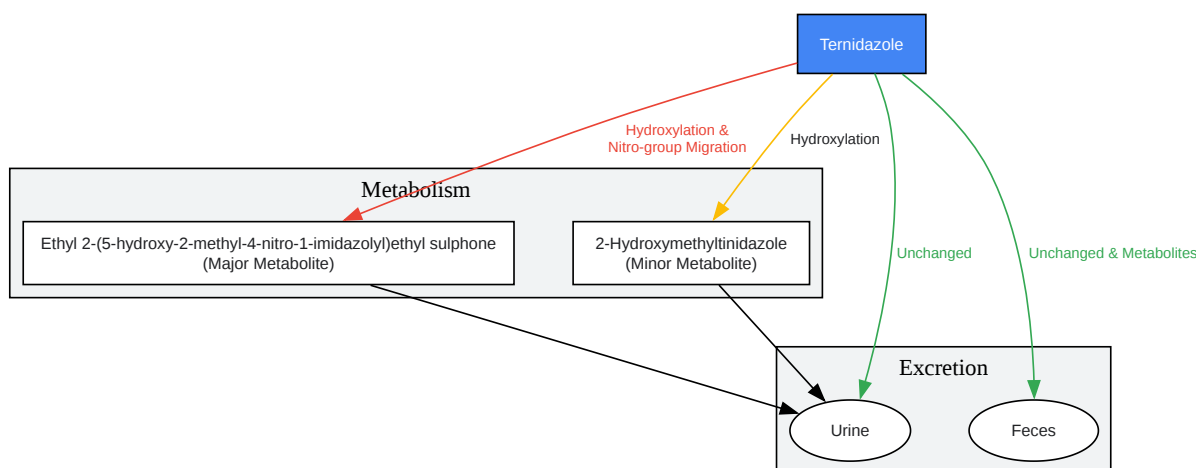 Ternidazole
Hydroxylation &
Nitro-group Migration
Hydroxylation
Metabolism
Ethyl 2-(5-hydroxy-2-methyl-4-nitro-1-imidazolyl)ethyl sulphone
(Major Metabolite)
2-Hydroxymethyltinidazole
(Minor Metabolite)
Unchanged
Unchanged & Metabolites
Excretion
Urine
Feces